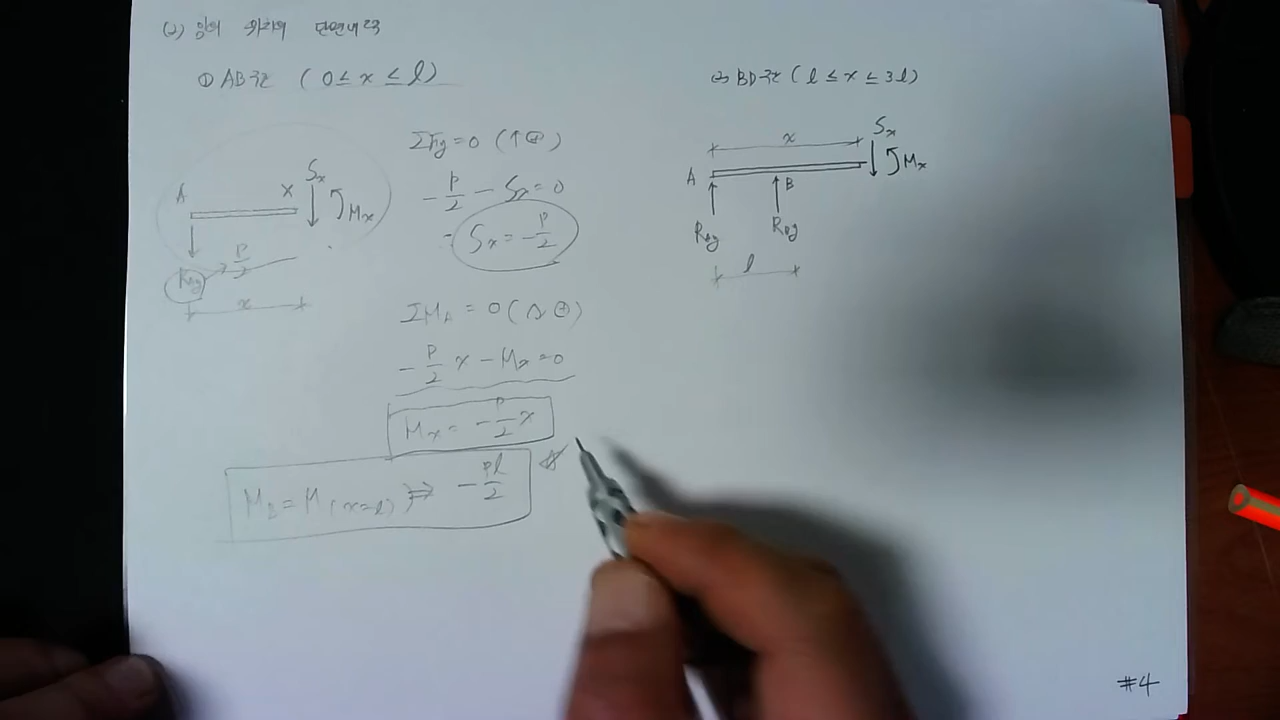 (2) 임의 위치의 단면내력
① AB구간 ( 0 ≤ x ≤ l )
A
x
Sx
Mx
RAy → P/2
x
ΣFy = 0 (↑⊕)
- P/2 - Sx = 0
Sx = - P/2
ΣMA = 0 (↷⊕)
- P/2 x - Mx = 0
Mx = - P/2 x
MB = M(x=l) ⇒ - Pl/2
② BD구간 ( l ≤ x ≤ 3l )
x
Sx
A
B
Mx
RAy
RBy
l
#4